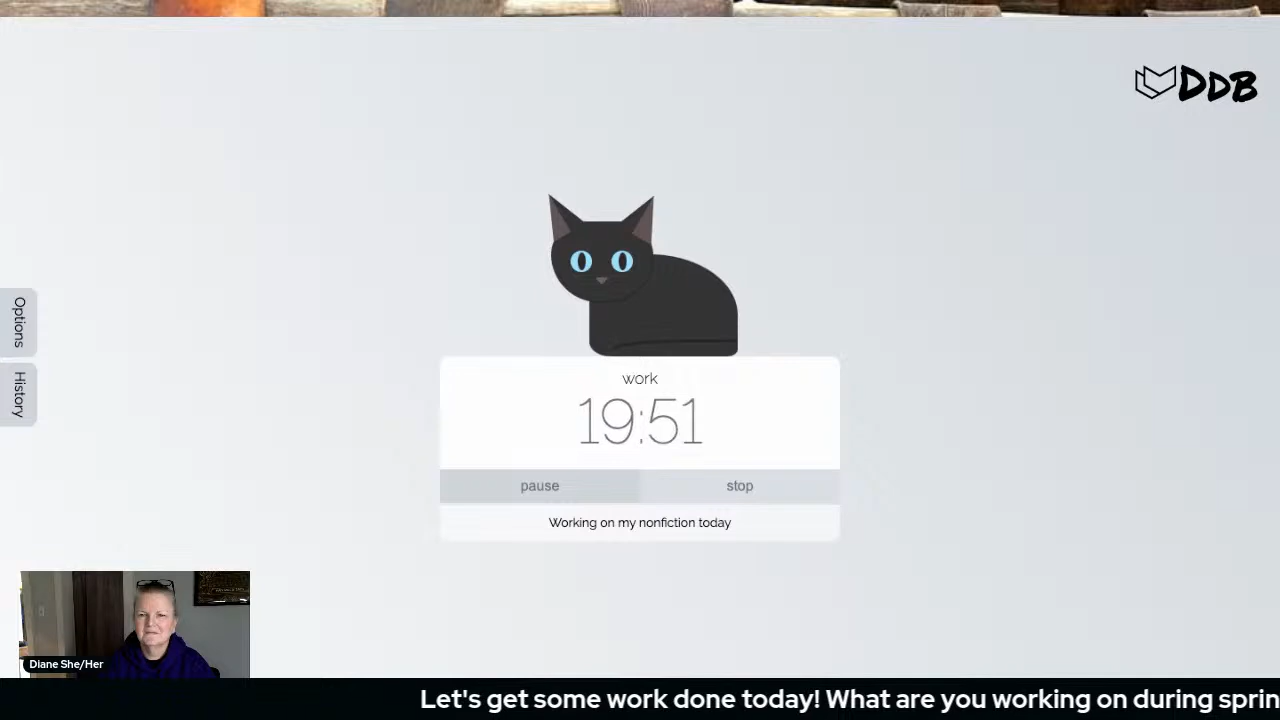 DDB
Options
History
work
19:51
pause
stop
Working on my nonfiction today
Diane She/Her
Let's get some work done today! What are you working on during sprin